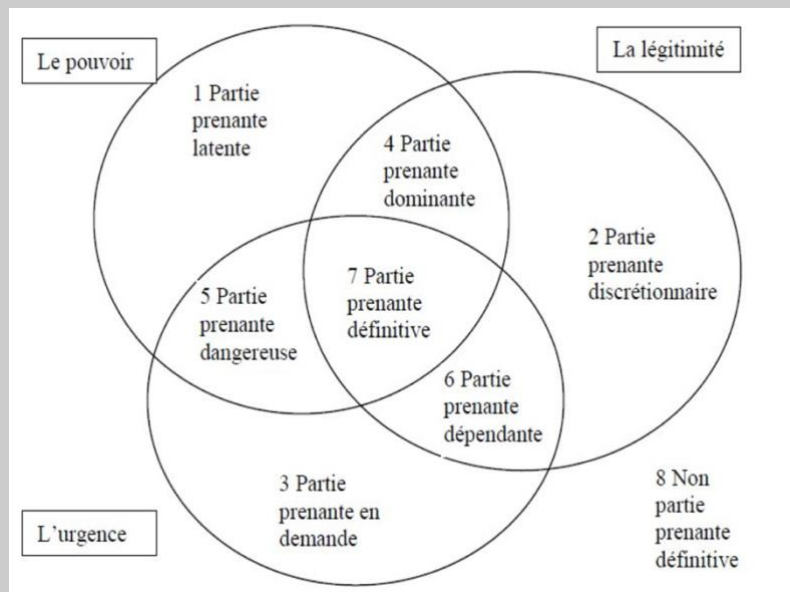 Le pouvoir
La légitimité
1 Partie
prenante
latente
4 Partie
prenante
dominante
2 Partie
prenante
discrétionnaire
5 Partie
prenante
dangereuse
7 Partie
prenante
définitive
6 Partie
prenante
dépendante
3 Partie
prenante en
demande
8 Non
partie
prenante
définitive
L'urgence